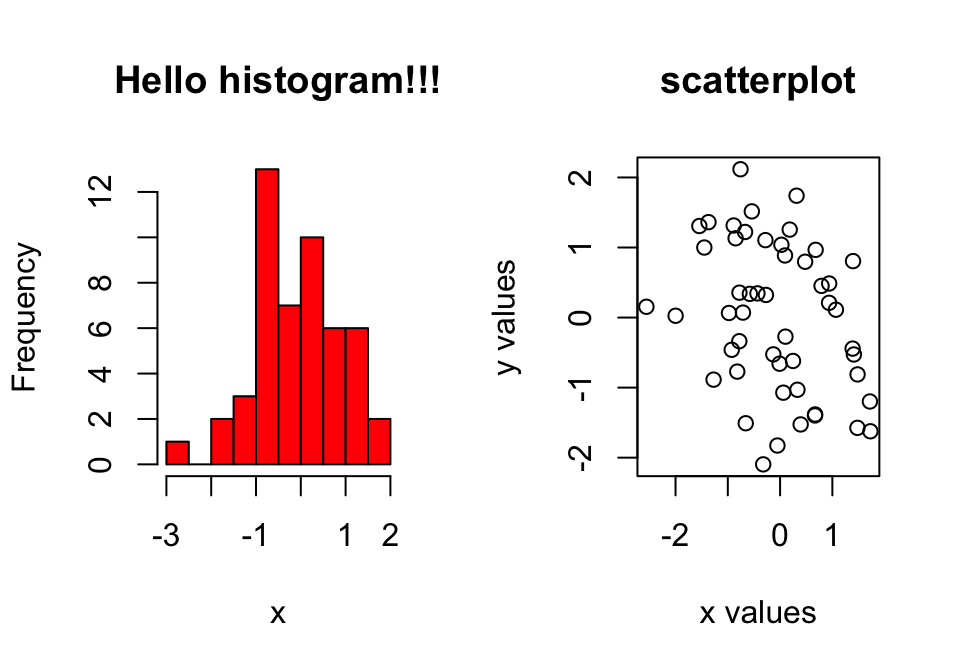 Hello histogram!!!
Frequency
12
8
6
4
2
0
-3 -1 1 2
x
scatterplot
y values
2
1
0
-1
-2
-2 0 1
x values